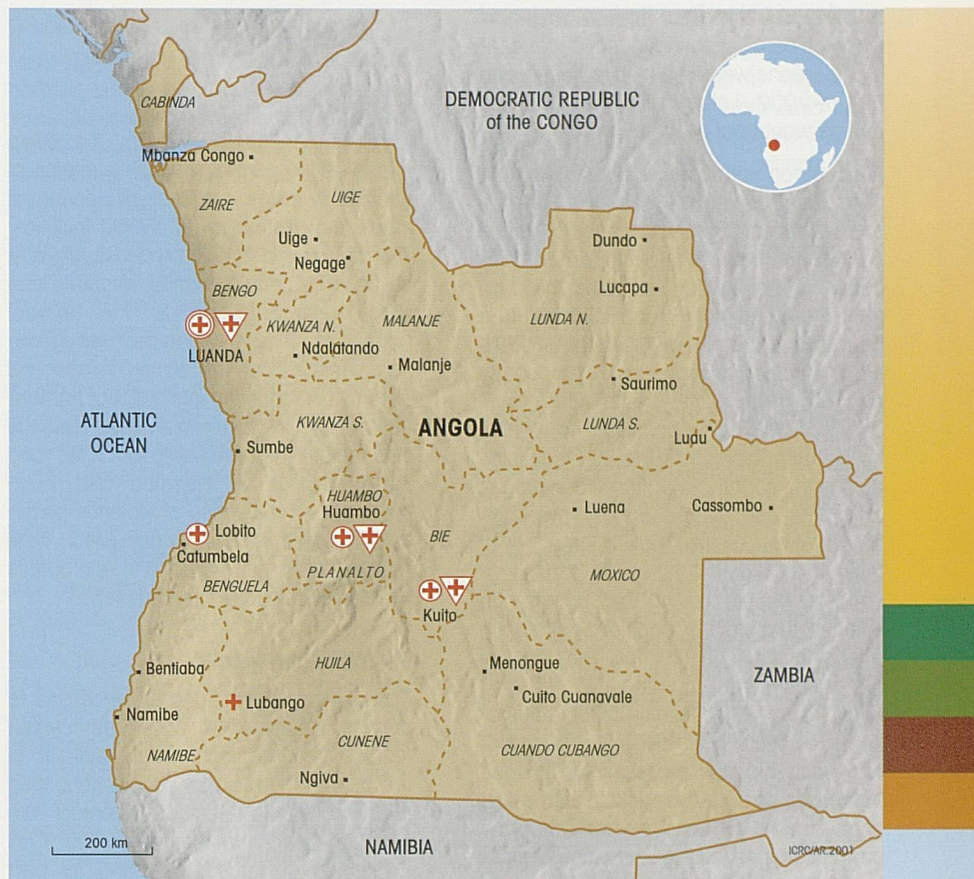 CABINDA
DEMOCRATIC REPUBLIC
of the CONGO
Mbanza Congo
ZAIRE
UIGE
Uige
Negage
Dundo
Lucapa
BENGO
KWANZA N.
MALANJE
LUNDA N.
LUANDA
Ndalatando
Malanje
Saurimo
ATLANTIC
OCEAN
KWANZA S.
ANGOLA
LUNDA S.
Luau
Sumbe
HUAMBO
Huambo
Luena
Cassombo
Lobito
Catumbela
BIE
BENGUELA
PLANALTO
MOXICO
Kuito
Bentiaba
HUILA
Menongue
ZAMBIA
Cuito Cuanavale
Lubango
Namibe
NAMIBE
CUNENE
CUANDO CUBANGO
Ngiva
200 km
NAMIBIA
ICRC/AR.2001